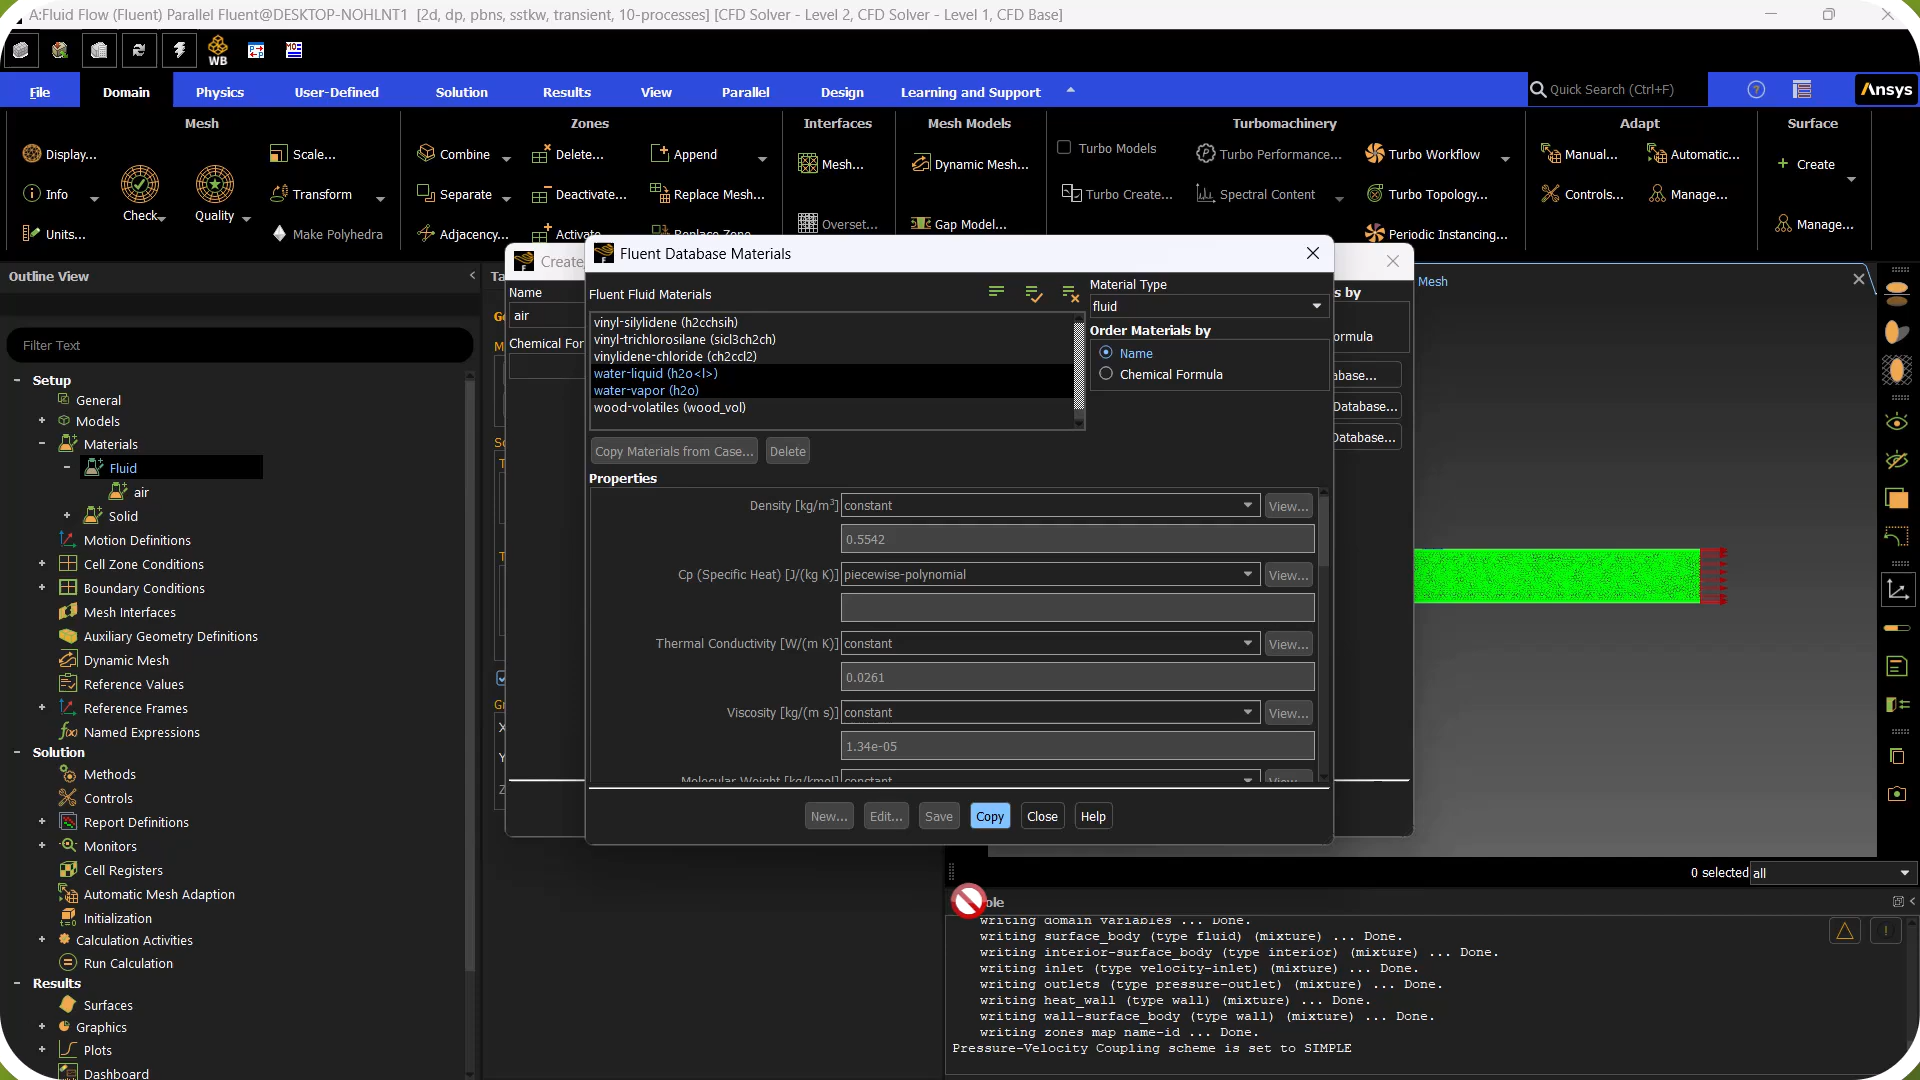 A:Fluid Flow (Fluent) Parallel Fluent@DESKTOP-NOHLNT1 [2d, dp, pbns, sstkw, transient, 10-processes] [CFD Solver - Level 2, CFD Solver - Level 1, CFD Base]
WB
File Domain Physics User-Defined Solution Results View Parallel Design Learning and Support Quick Search (Ctrl+F) Ansys
Mesh Zones Interfaces Mesh Models Turbomachinery Adapt Surface
Display... Scale... Combine Delete... Append Mesh... Dynamic Mesh... Turbo Models Turbo Performance... Turbo Workflow Manual... Automatic... Create
Info Check Quality Transform Separate Deactivate... Replace Mesh... Turbo Create... Spectral Content Turbo Topology... Controls... Manage...
Units... Make Polyhedra Adjacency... Activate Replace Zone Overset... Gap Model... Periodic Instancing... Manage...
Outline View
Filter Text
Setup
General
Models
Materials
Fluid
air
Solid
Motion Definitions
Cell Zone Conditions
Boundary Conditions
Mesh Interfaces
Auxiliary Geometry Definitions
Dynamic Mesh
Reference Values
Reference Frames
Named Expressions
Solution
Methods
Controls
Report Definitions
Monitors
Cell Registers
Automatic Mesh Adaption
Initialization
Calculation Activities
Run Calculation
Results
Surfaces
Graphics
Plots
Dashboard
Ta
Create
Name
air
Chemical For
s by
ormula
abase...
Database...
Database...
Mesh
Fluent Database Materials
Fluent Fluid Materials
vinyl-silylidene (h2cchsih)
vinyl-trichlorosilane (sicl3ch2ch)
vinylidene-chloride (ch2ccl2)
water-liquid (h2o<l>)
water-vapor (h2o)
wood-volatiles (wood_vol)
Material Type
fluid
Order Materials by
Name
Chemical Formula
Copy Materials from Case... Delete
Properties
Density [kg/m³] constant View...
0.5542
Cp (Specific Heat) [J/(kg K)] piecewise-polynomial View...
Thermal Conductivity [W/(m K)] constant View...
0.0261
Viscosity [kg/(m s)] constant View...
1.34e-05
Molecular Weight [kg/kmol] constant View...
New... Edit... Save Copy Close Help
0 selected all
ole
writing domain variables ... Done.
writing surface_body (type fluid) (mixture) ... Done.
writing interior-surface_body (type interior) (mixture) ... Done.
writing inlet (type velocity-inlet) (mixture) ... Done.
writing outlets (type pressure-outlet) (mixture) ... Done.
writing heat_wall (type wall) (mixture) ... Done.
writing wall-surface_body (type wall) (mixture) ... Done.
writing zones map name-id ... Done.
Pressure-Velocity Coupling scheme is set to SIMPLE